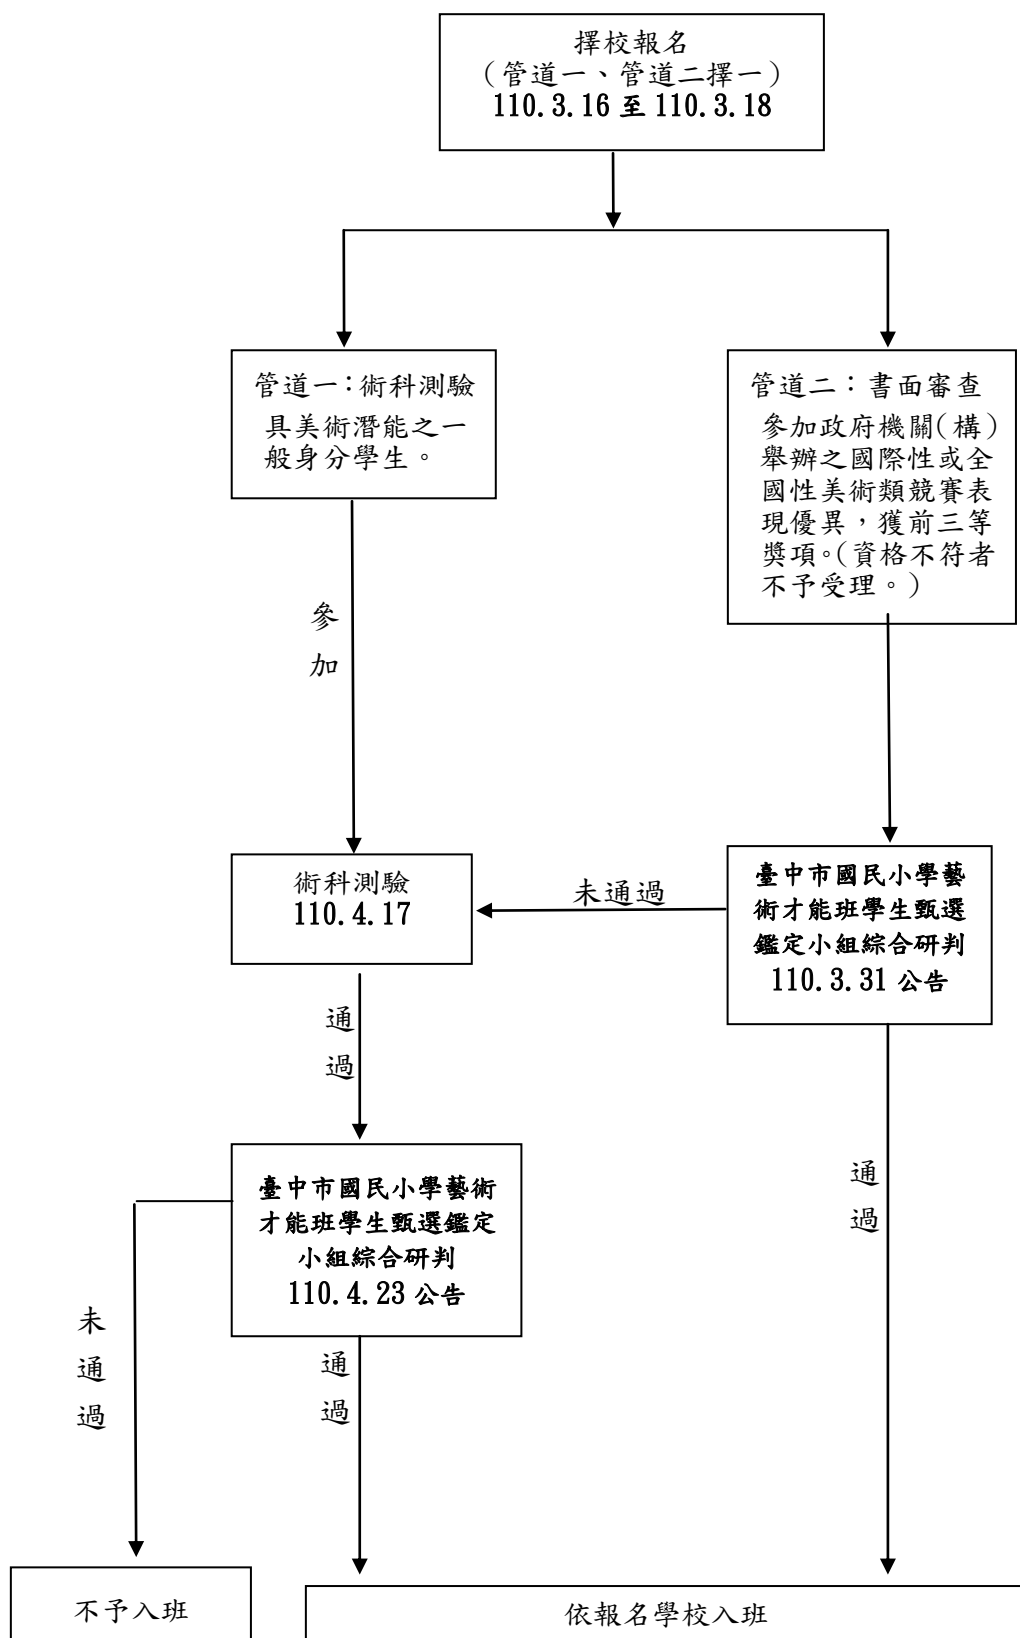 擇校報名
（管道一、管道二擇一）
110.3.16 至 110.3.18
管道一：術科測驗
具美術潛能之一
般身分學生。
管道二：書面審查
參加政府機關(構)
舉辦之國際性或全
國性美術類競賽表
現優異，獲前三等
獎項。(資格不符者
不予受理。)
參
加
術科測驗
110.4.17
未通過
臺中市國民小學藝
術才能班學生甄選
鑑定小組綜合研判
110.3.31 公告
通
過
臺中市國民小學藝術
才能班學生甄選鑑定
小組綜合研判
110.4.23 公告
通
過
未
通
過
通
過
不予入班
依報名學校入班